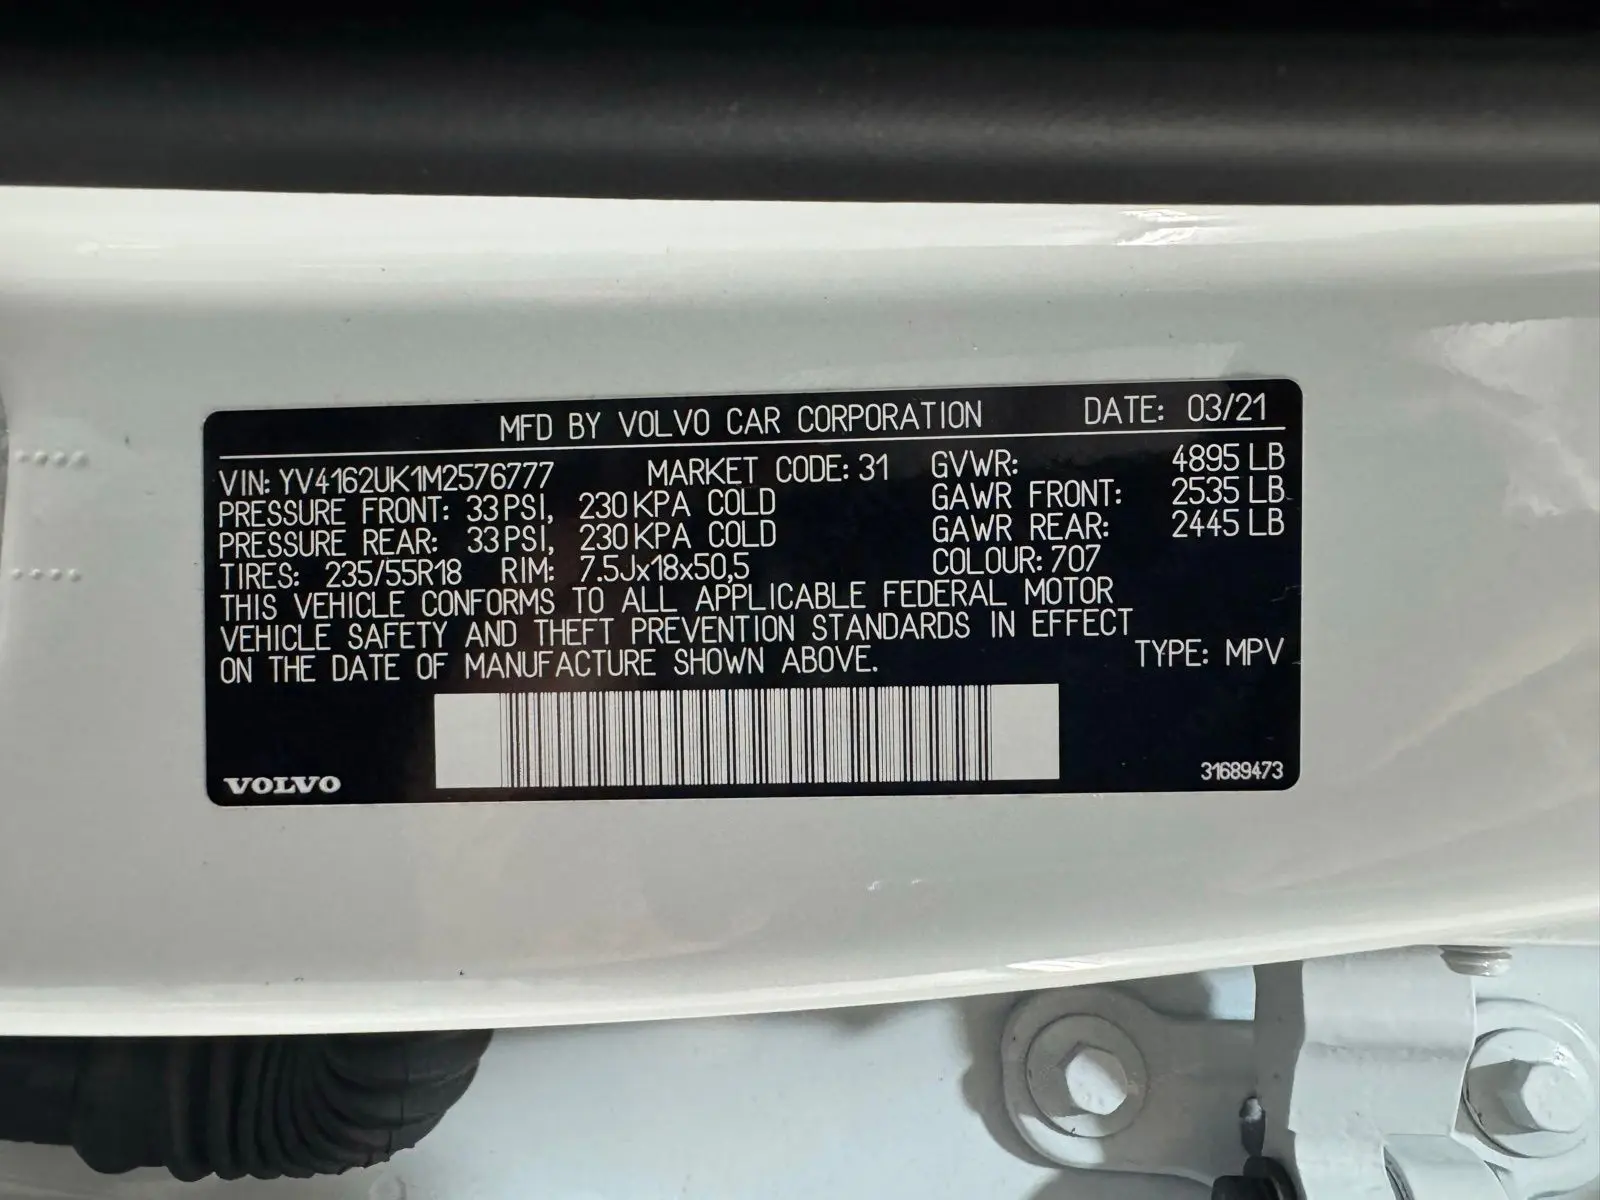 MFD BY VOLVO CAR CORPORATION DATE: 03/21
VIN: YV4162UK1M2576777 MARKET CODE: 31 GVWR: 4895 LB
PRESSURE FRONT: 33 PSI, 230 KPA COLD GAWR FRONT: 2535 LB
PRESSURE REAR: 33 PSI, 230 KPA COLD GAWR REAR: 2445 LB
TIRES: 235/55R18 RIM: 7.5Jx18x50,5 COLOUR: 707
THIS VEHICLE CONFORMS TO ALL APPLICABLE FEDERAL MOTOR
VEHICLE SAFETY AND THEFT PREVENTION STANDARDS IN EFFECT
ON THE DATE OF MANUFACTURE SHOWN ABOVE. TYPE: MPV
VOLVO 31689473